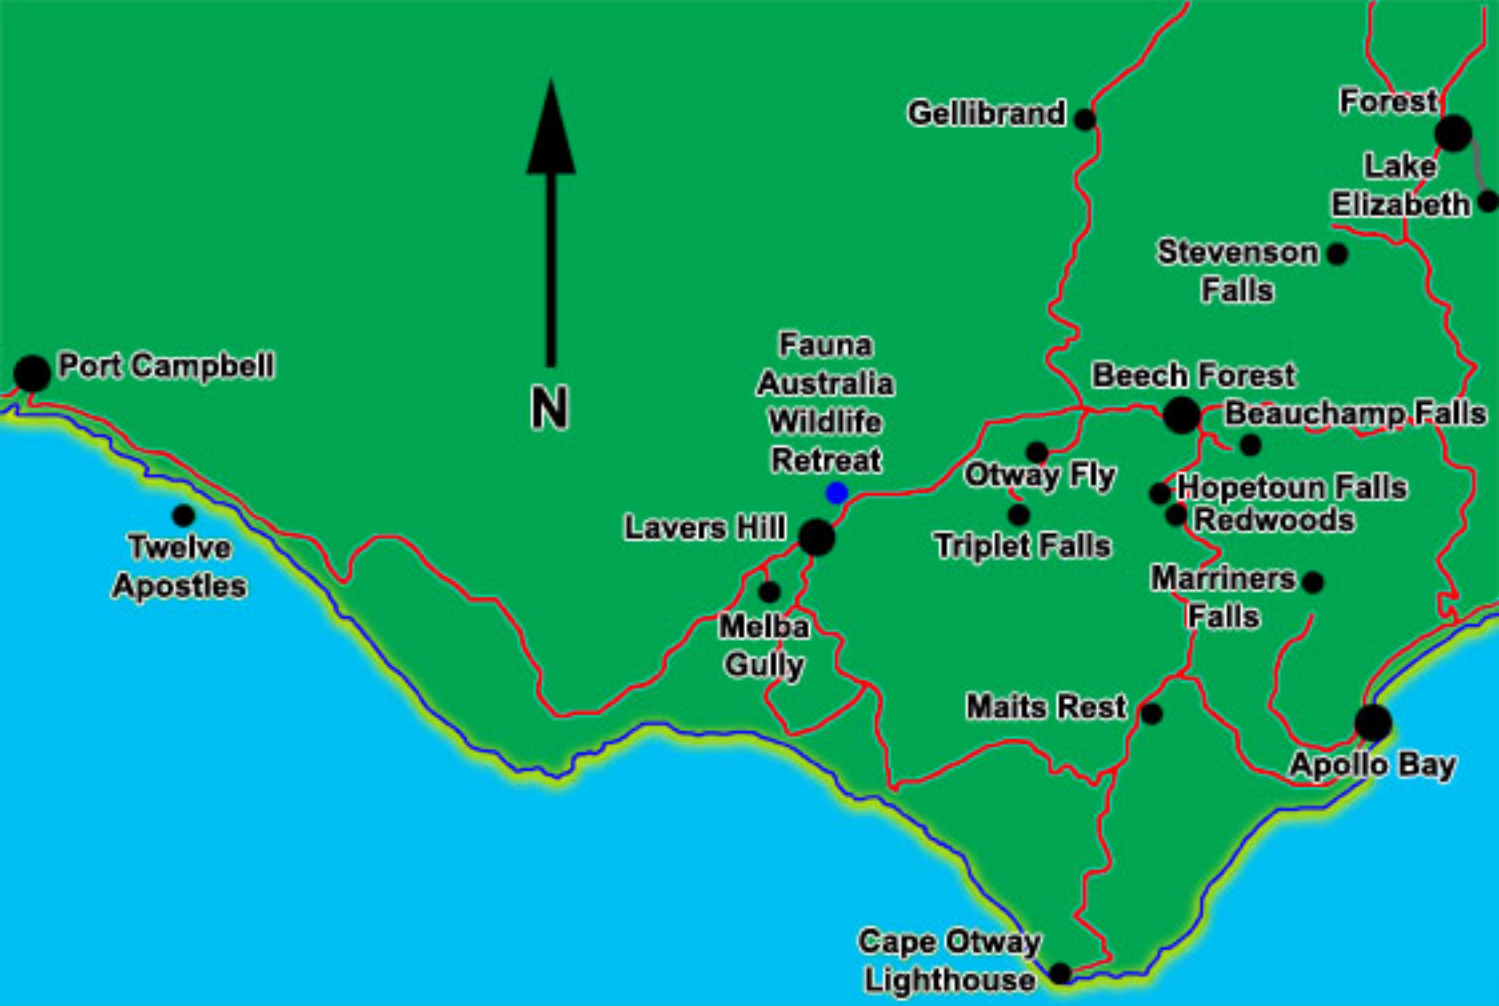 Gellibrand
Forest
Lake
Elizabeth
Stevenson
Falls
Port Campbell
N
Fauna
Australia
Wildlife
Retreat
Beech Forest
Beauchamp Falls
Otway Fly
Hopetoun Falls
Redwoods
Lavers Hill
Triplet Falls
Twelve
Apostles
Marriners
Falls
Melba
Gully
Maits Rest
Apollo Bay
Cape Otway
Lighthouse